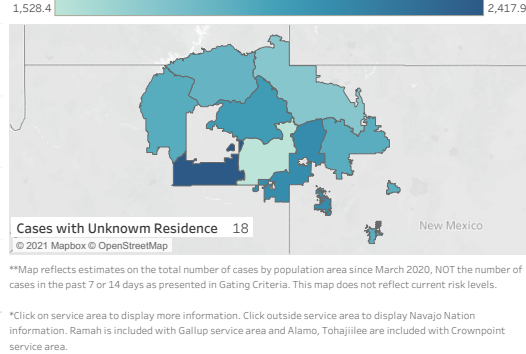 1,528.4 2,417.9
New Mexico
Cases with Unknowm Residence 18
© 2021 Mapbox © OpenStreetMap
**Map reflects estimates on the total number of cases by population area since March 2020, NOT the number of
cases in the past 7 or 14 days as presented in Gating Criteria. This map does not reflect current risk levels.
*Click on service area to display more information. Click outside service area to display Navajo Nation
information. Ramah is included with Gallup service area and Alamo, Tohajiilee are included with Crownpoint
service area.